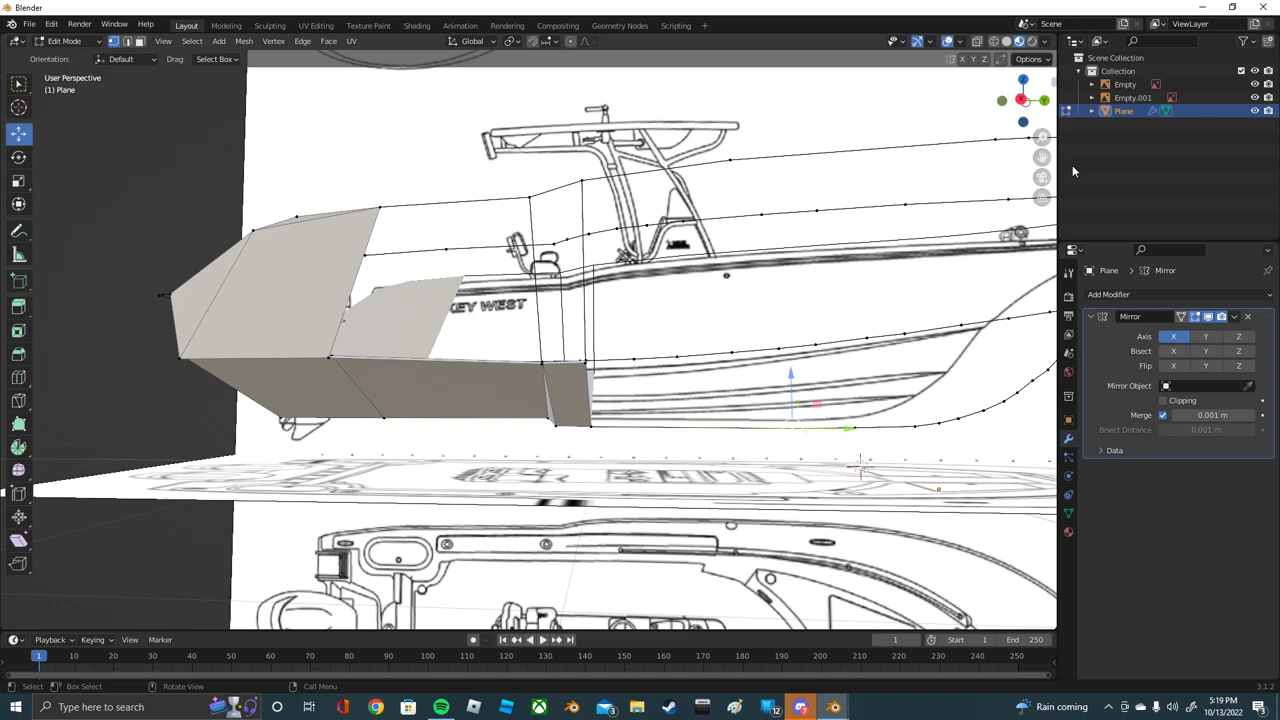 Blender
File Edit Render Window Help Layout Modeling Sculpting UV Editing Texture Paint Shading Animation Rendering Compositing Geometry Nodes Scripting + Scene ViewLayer
Edit Mode View Select Add Mesh Vertex Edge Face UV Global
Orientation: Default Drag: Select Box X Y Z Options
User Perspective
(1) Plane
Z
X
Y
KEY WEST
Scene Collection
Collection
Empty
Empty.001
Plane
Plane > Mirror
Add Modifier
Mirror
Axis X Y Z
Bisect X Y Z
Flip X Y Z
Mirror Object
Clipping
Merge 0.001 m
Bisect Distance 0.001 m
Data
Playback Keying View Marker 1 Start 1 End 250
1 10 20 30 40 50 60 70 80 90 100 110 120 130 140 150 160 170 180 190 200 210 220 230 240 250
Select Box Select Rotate View Call Menu 3.1.2
Type here to search 3 12 7 Rain coming 5:19 PM
10/13/2022 3